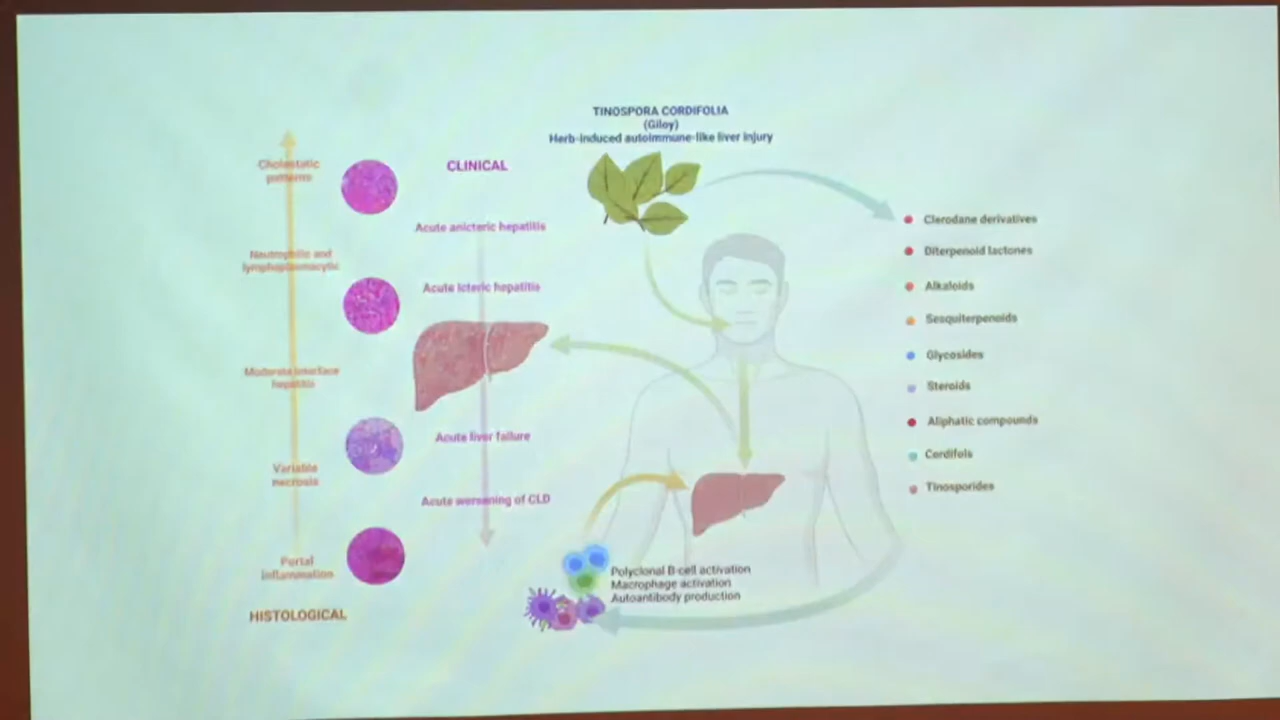 TINOSPORA CORDIFOLIA
(Giloy)
Herb-induced autoimmune-like liver injury
Cholestatic
patterns
Neutrophilic and
lymphoplasmacytic
Moderate interface
hepatitis
Variable
necrosis
Portal
inflammation
HISTOLOGICAL
CLINICAL
Acute anicteric hepatitis
Acute icteric hepatitis
Acute liver failure
Acute worsening of CLD
Polyclonal B-cell activation
Macrophage activation
Autoantibody production
Clerodane derivatives
Diterpenoid lactones
Alkaloids
Sesquiterpenoids
Glycosides
Steroids
Aliphatic compounds
Cordifols
Tinosporides